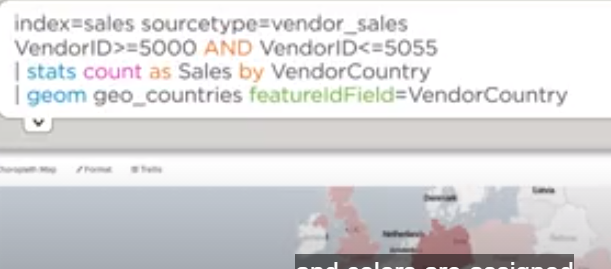 index=sales sourcetype=vendor_sales
VendorID>=5000 AND VendorID<=5055
| stats count as Sales by VendorCountry
| geom geo_countries featureIdField=VendorCountry
Choropleth Map Format Trellis
Denmark
Latvia
Netherlands
and colors are assigned